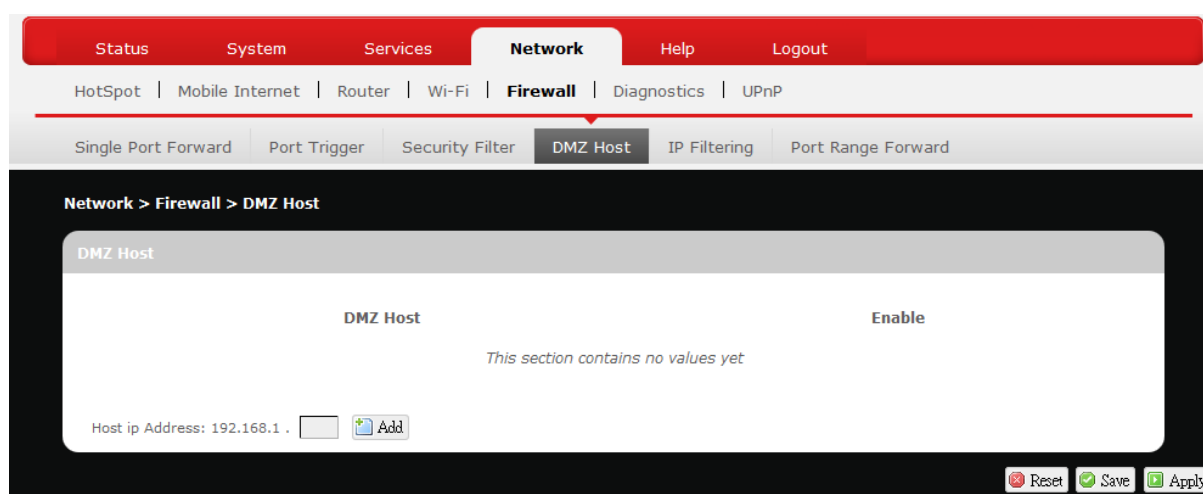 Status System Services Network Help Logout
HotSpot | Mobile Internet | Router | Wi-Fi | Firewall | Diagnostics | UPnP
Single Port Forward Port Trigger Security Filter DMZ Host IP Filtering Port Range Forward
Network > Firewall > DMZ Host
DMZ Host
DMZ Host Enable
This section contains no values yet
Host ip Address: 192.168.1 . Add
Reset Save Apply